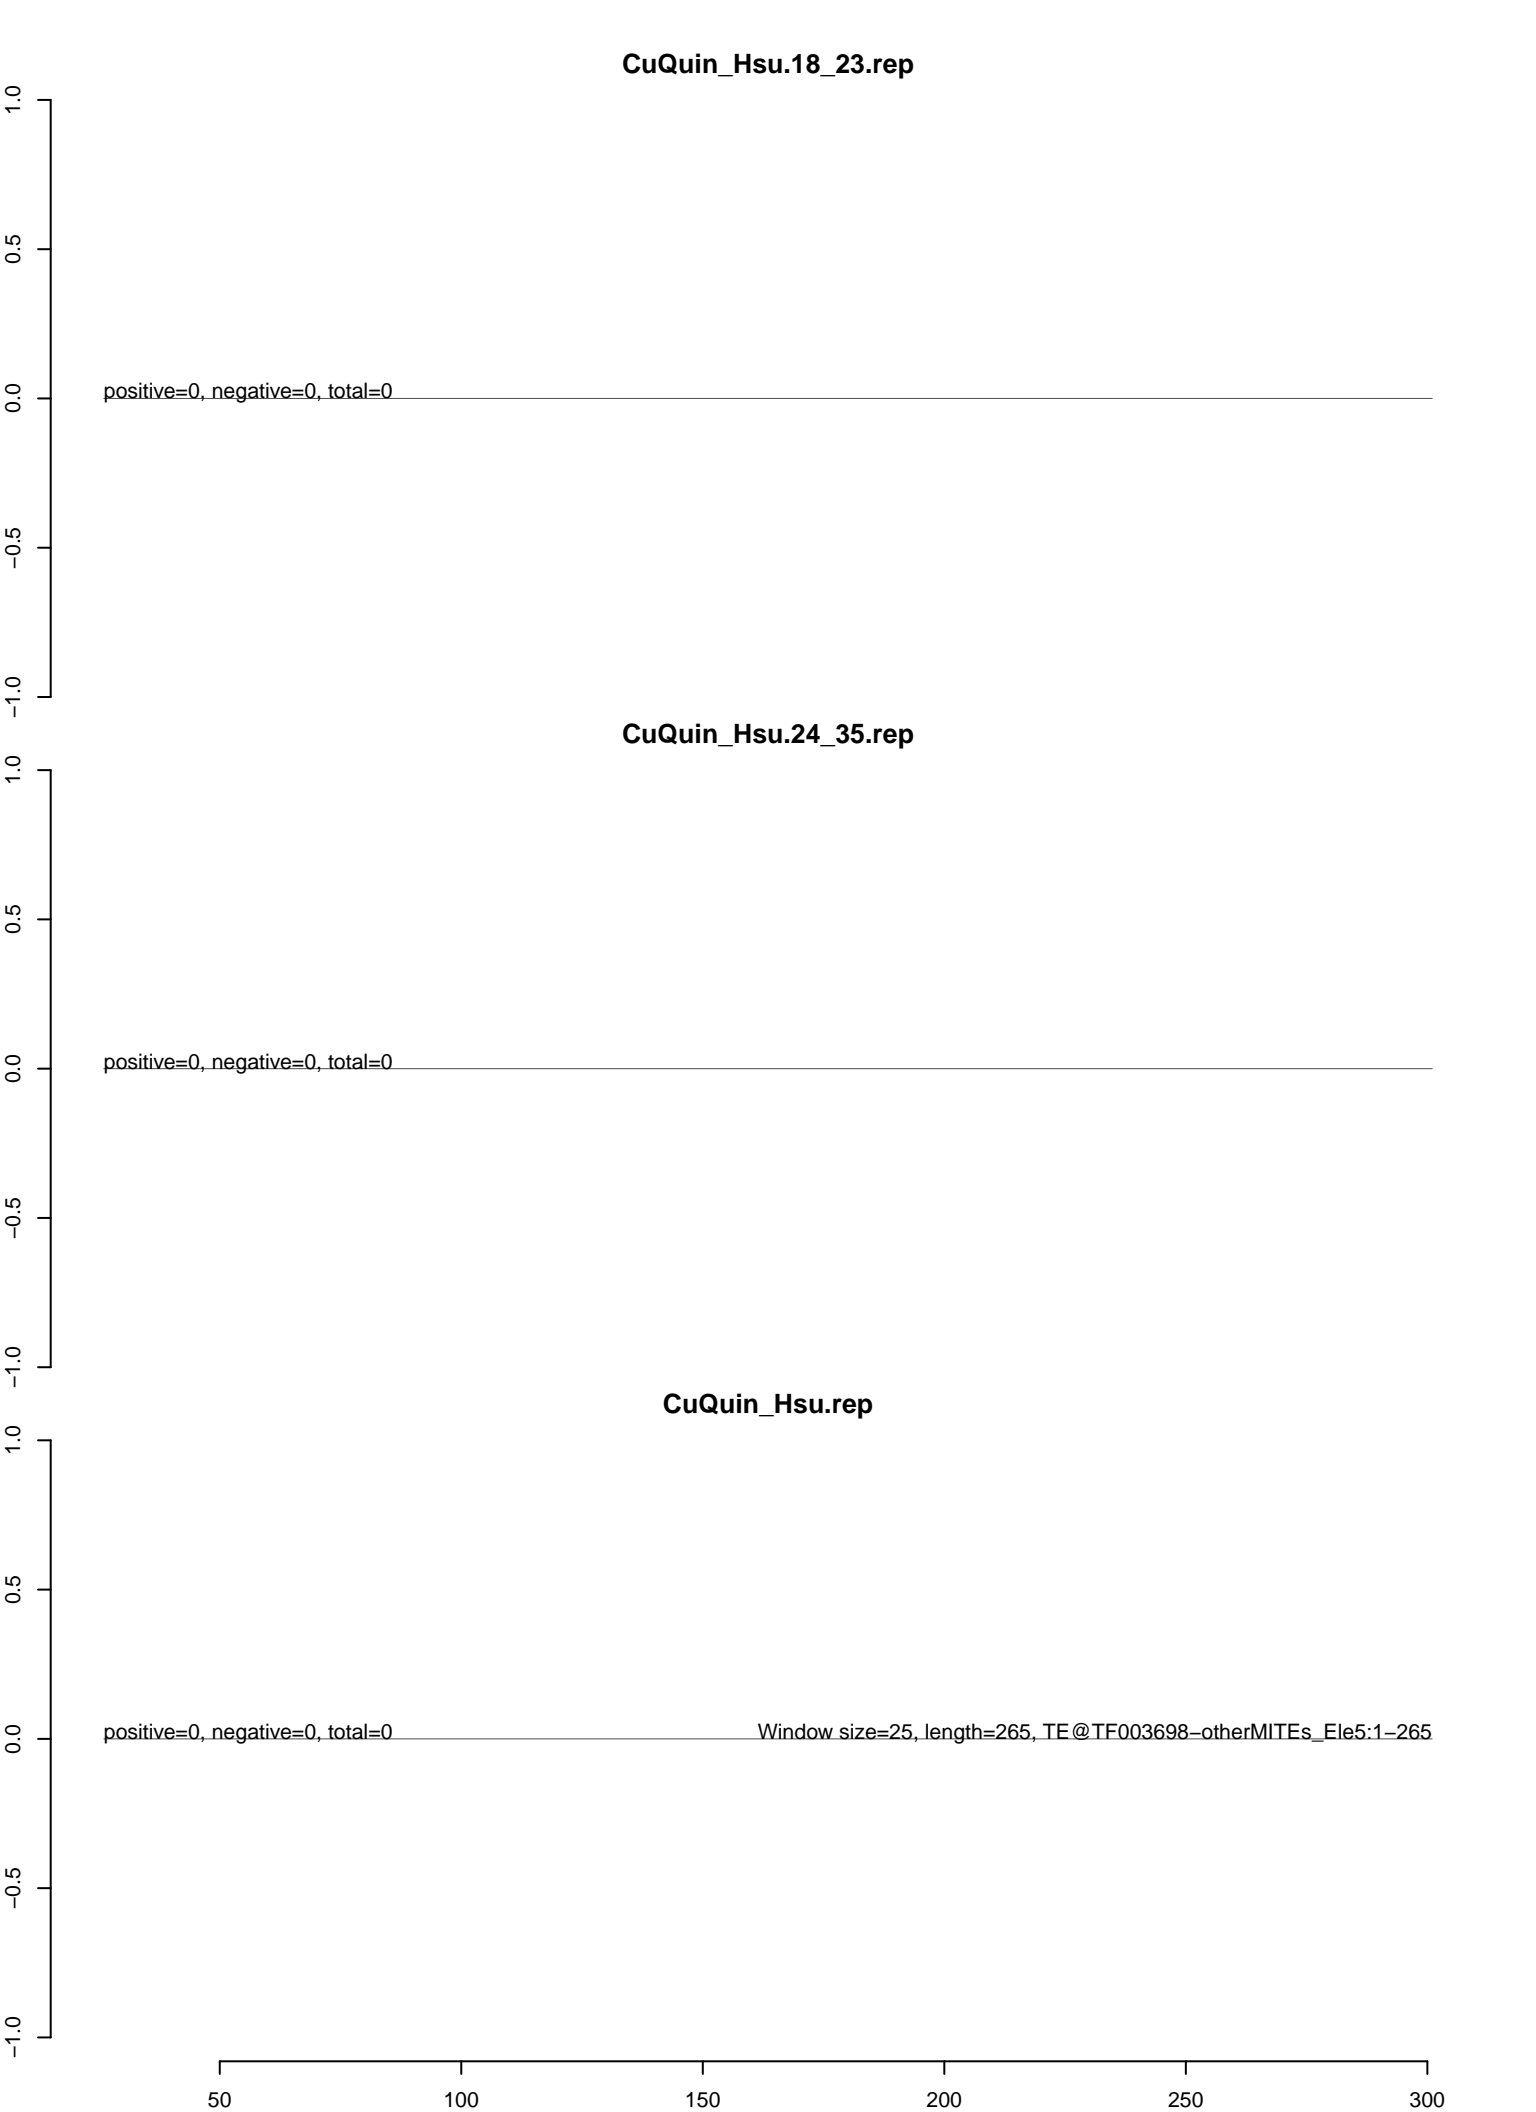 CuQuin_Hsu.18_23.rep
1.0
0.5
0.0
−0.5
−1.0
positive=0, negative=0, total=0
CuQuin_Hsu.24_35.rep
1.0
0.5
0.0
−0.5
−1.0
positive=0, negative=0, total=0
CuQuin_Hsu.rep
1.0
0.5
0.0
−0.5
−1.0
positive=0, negative=0, total=0
Window size=25, length=265, TE@TF003698−otherMITEs_Ele5:1−265
50 100 150 200 250 300